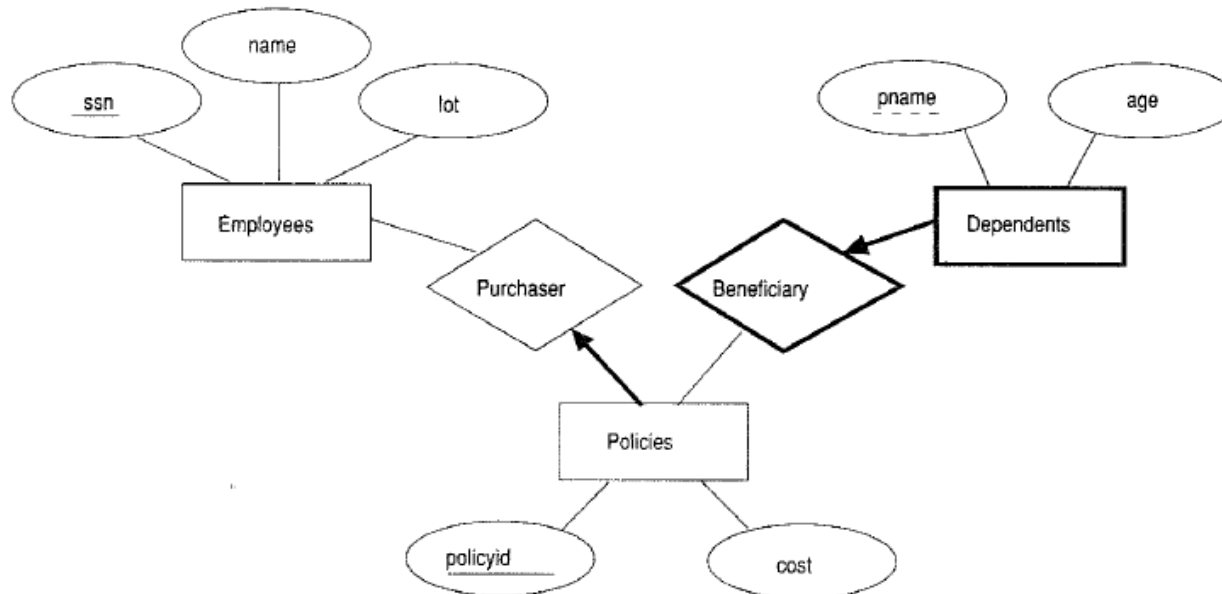 name
ssn
lot
pname
age
Employees
Dependents
Purchaser
Beneficiary
Policies
policyid
cost